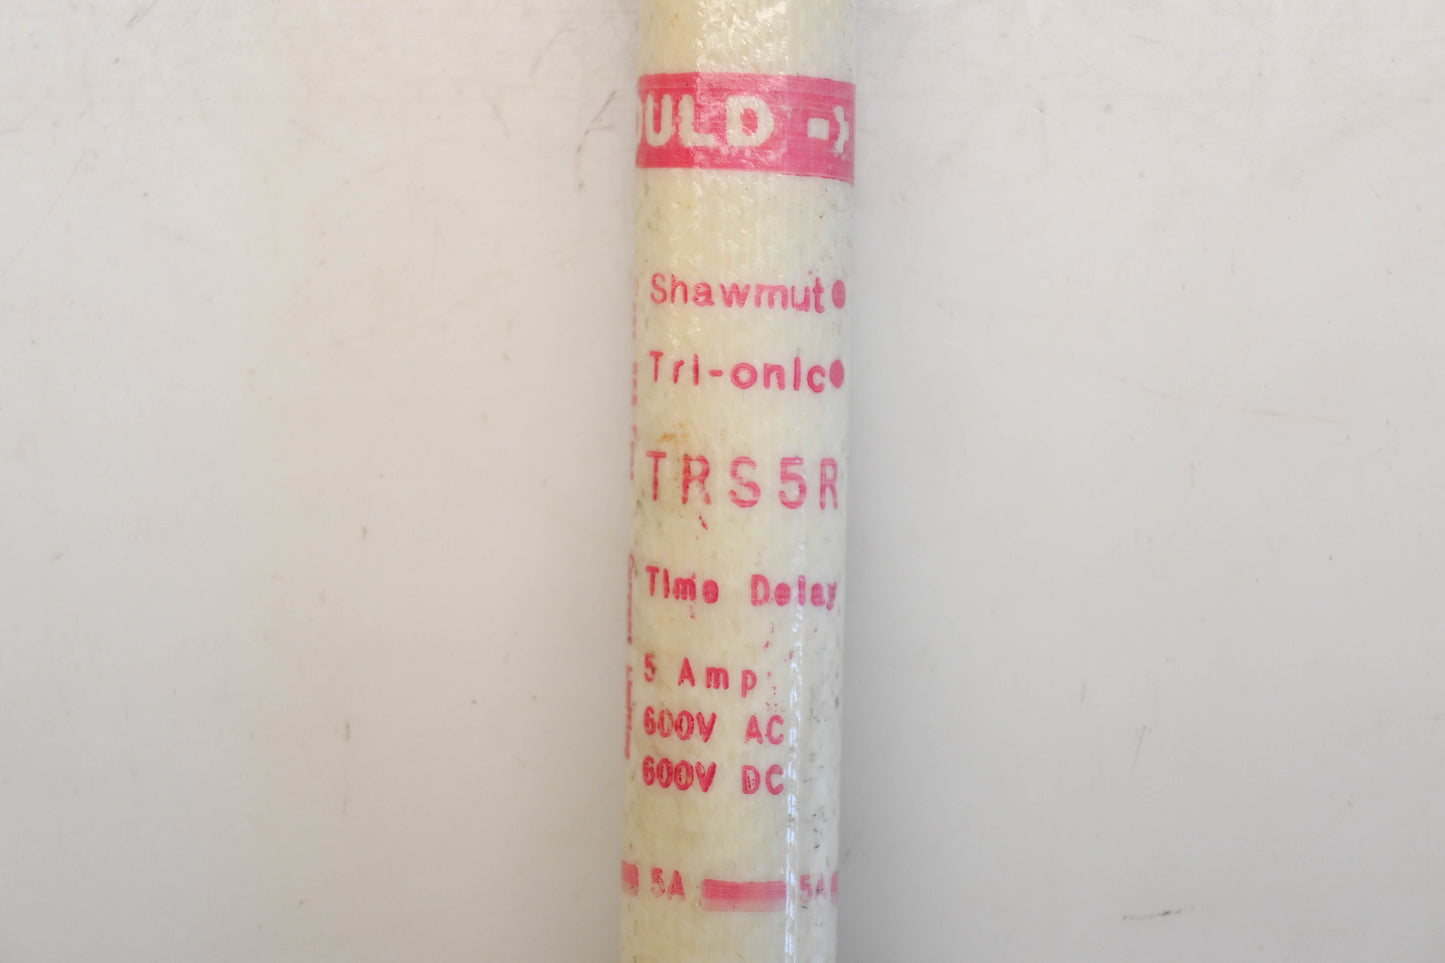 OULD
Shawmut®
Tri-onic®
TRS5R
Time Delay
5 Amp.
600V AC
600V DC
5A 5A